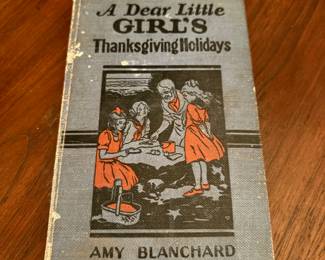 A Dear Little
GIRL'S
Thanksgiving Holidays
AMY BLANCHARD